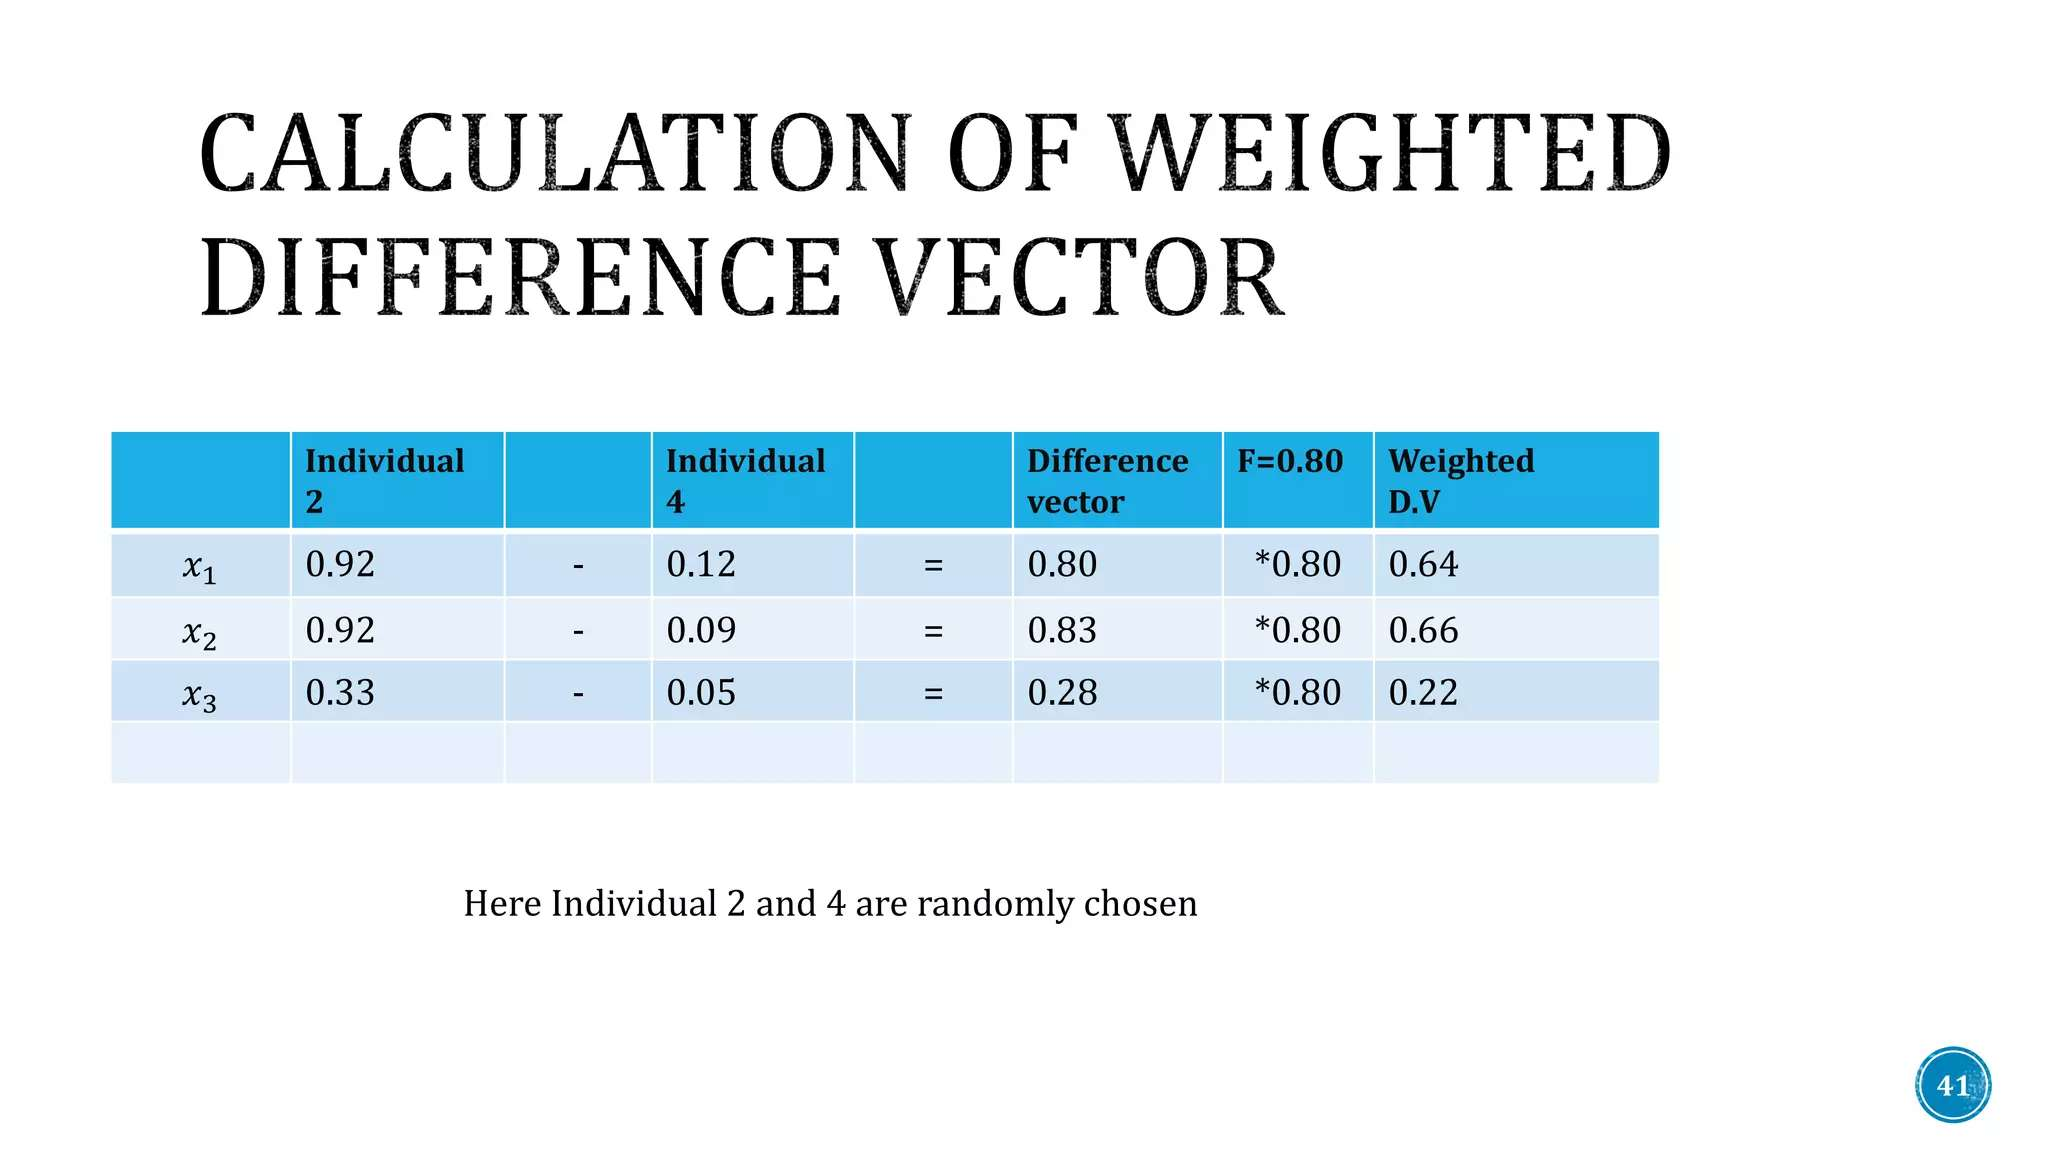 CALCULATION OF WEIGHTED
DIFFERENCE VECTOR
Individual 2 Individual 4 Difference vector F=0.80 Weighted D.V
x₁ 0.92 - 0.12 = 0.80 *0.80 0.64
x₂ 0.92 - 0.09 = 0.83 *0.80 0.66
x₃ 0.33 - 0.05 = 0.28 *0.80 0.22
Here Individual 2 and 4 are randomly chosen
41